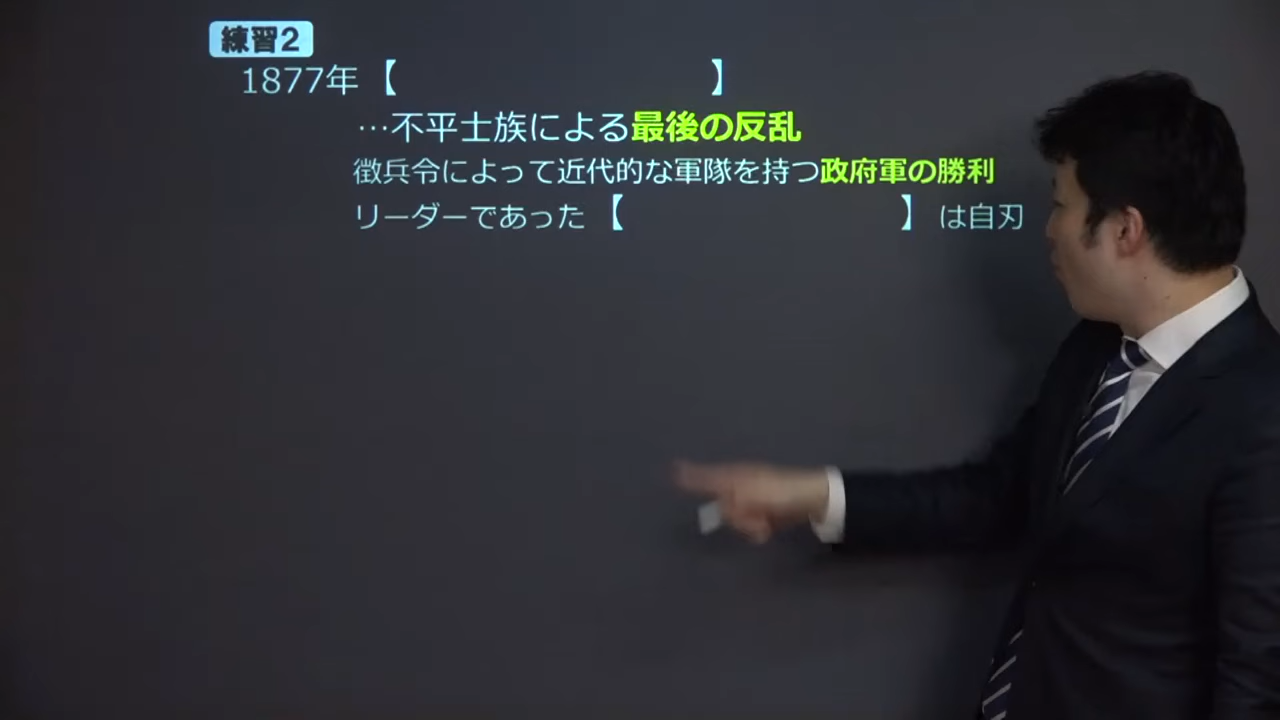 練習2
1877年【　　　　　　　　　】
…不平士族による最後の反乱
徴兵令によって近代的な軍隊を持つ政府軍の勝利
リーダーであった【　　　　　　　　　】は自刃